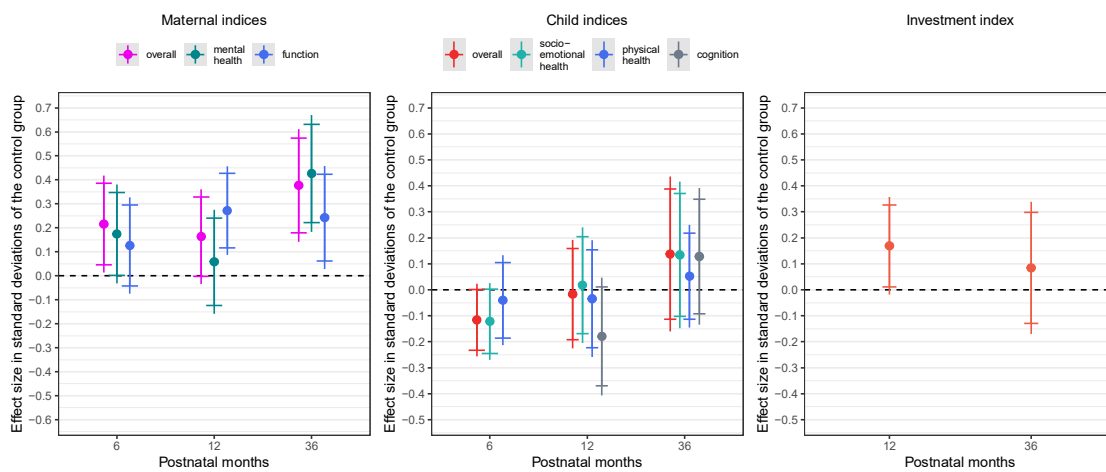 Maternal indices
overall
mental
health
function
Effect size in standard deviations of the control group
0.7
0.6
0.5
0.4
0.3
0.2
0.1
0.0
−0.1
−0.2
−0.3
−0.4
−0.5
−0.6
6
12
36
Postnatal months
Child indices
overall
socio−
emotional
health
physical
health
cognition
Effect size in standard deviations of the control group
0.7
0.6
0.5
0.4
0.3
0.2
0.1
0.0
−0.1
−0.2
−0.3
−0.4
−0.5
6
12
36
Postnatal months
Investment index
Effect size in standard deviations of the control group
0.7
0.6
0.5
0.4
0.3
0.2
0.1
0.0
−0.1
−0.2
−0.3
−0.4
−0.5
12
36
Postnatal months